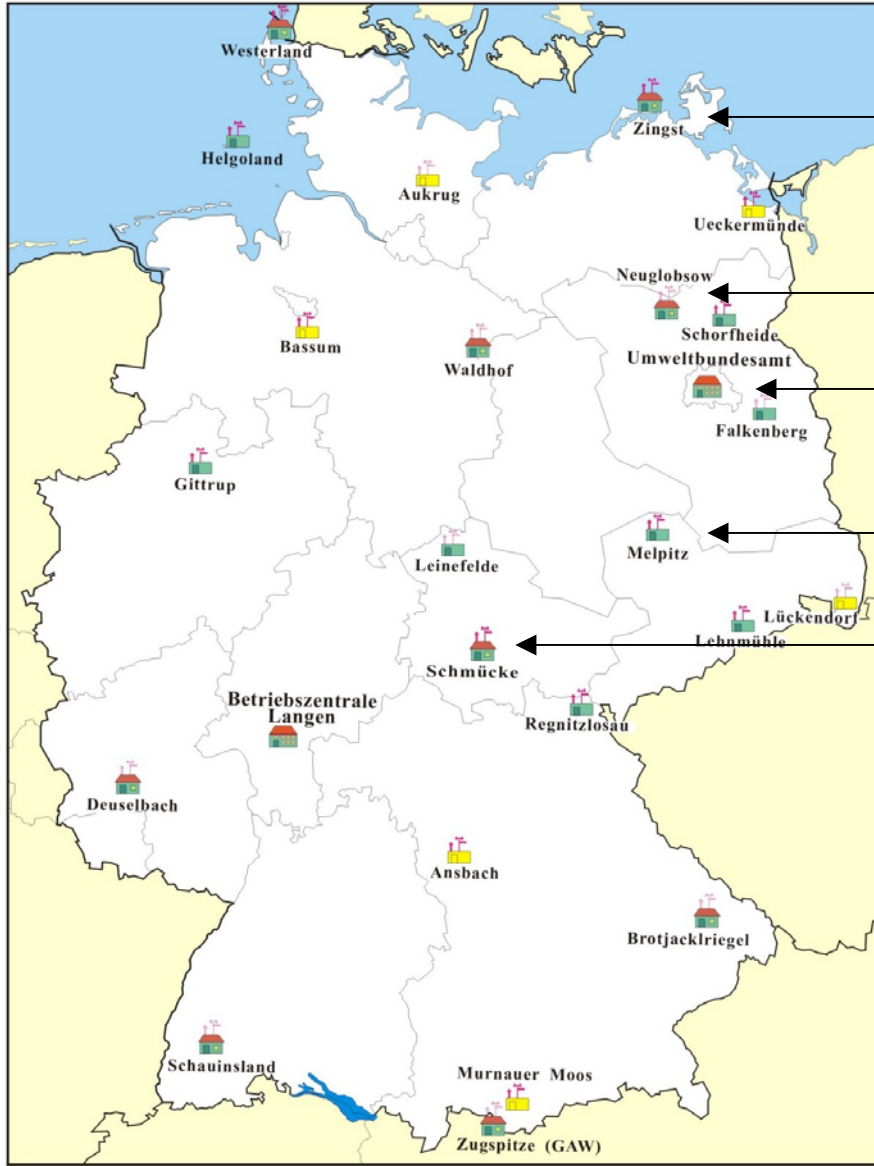 Westerland
Zingst
Helgoland
Aukrug
Ueckermünde
Neuglobsow
Schorfheide
Bassum
Waldhof
Umweltbundesamt
Falkenberg
Gittrup
Melpitz
Leinefelde
Lückendorf
Lehnmühle
Schmücke
Betriebszentrale
Langen
Regnitzlosau
Deuselbach
Ansbach
Brotjacklriegel
Schauinsland
Murnauer Moos
Zugspitze (GAW)